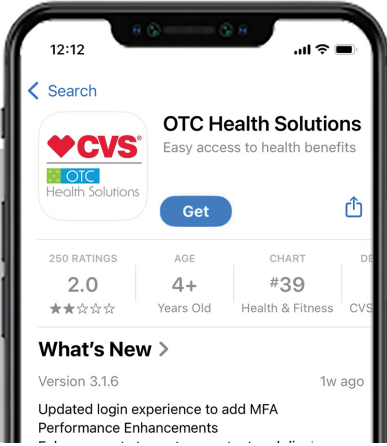 12:12
Search
CVS®
OTC
Health Solutions
OTC Health Solutions
Easy access to health benefits
Get
250 RATINGS
AGE
CHART
2.0
4+
#39
Years Old
Health & Fitness
CVS
What's New
Version 3.1.6
1w ago
Updated login experience to add MFA
Performance Enhancements